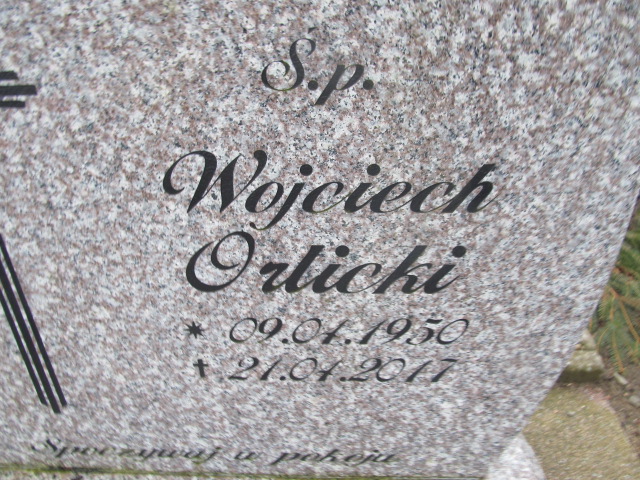 Ś.p.
Wojciech
Orlicki
* 09.04.1950
✝ 21.04.2017
Spoczywaj w pokoju